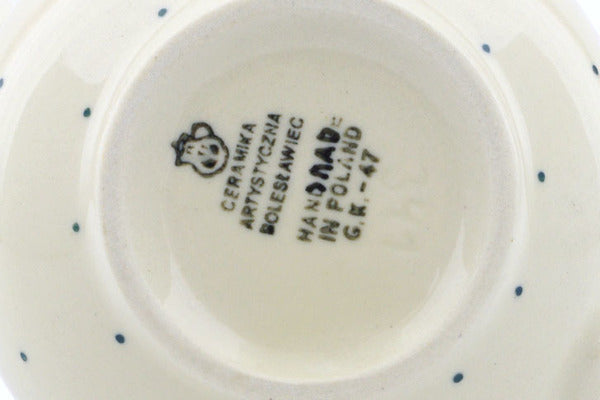 CERAMIKA
ARTYSTYCZNA
BOLESŁAWIEC
HANDMADE
IN POLAND
G.K.-47